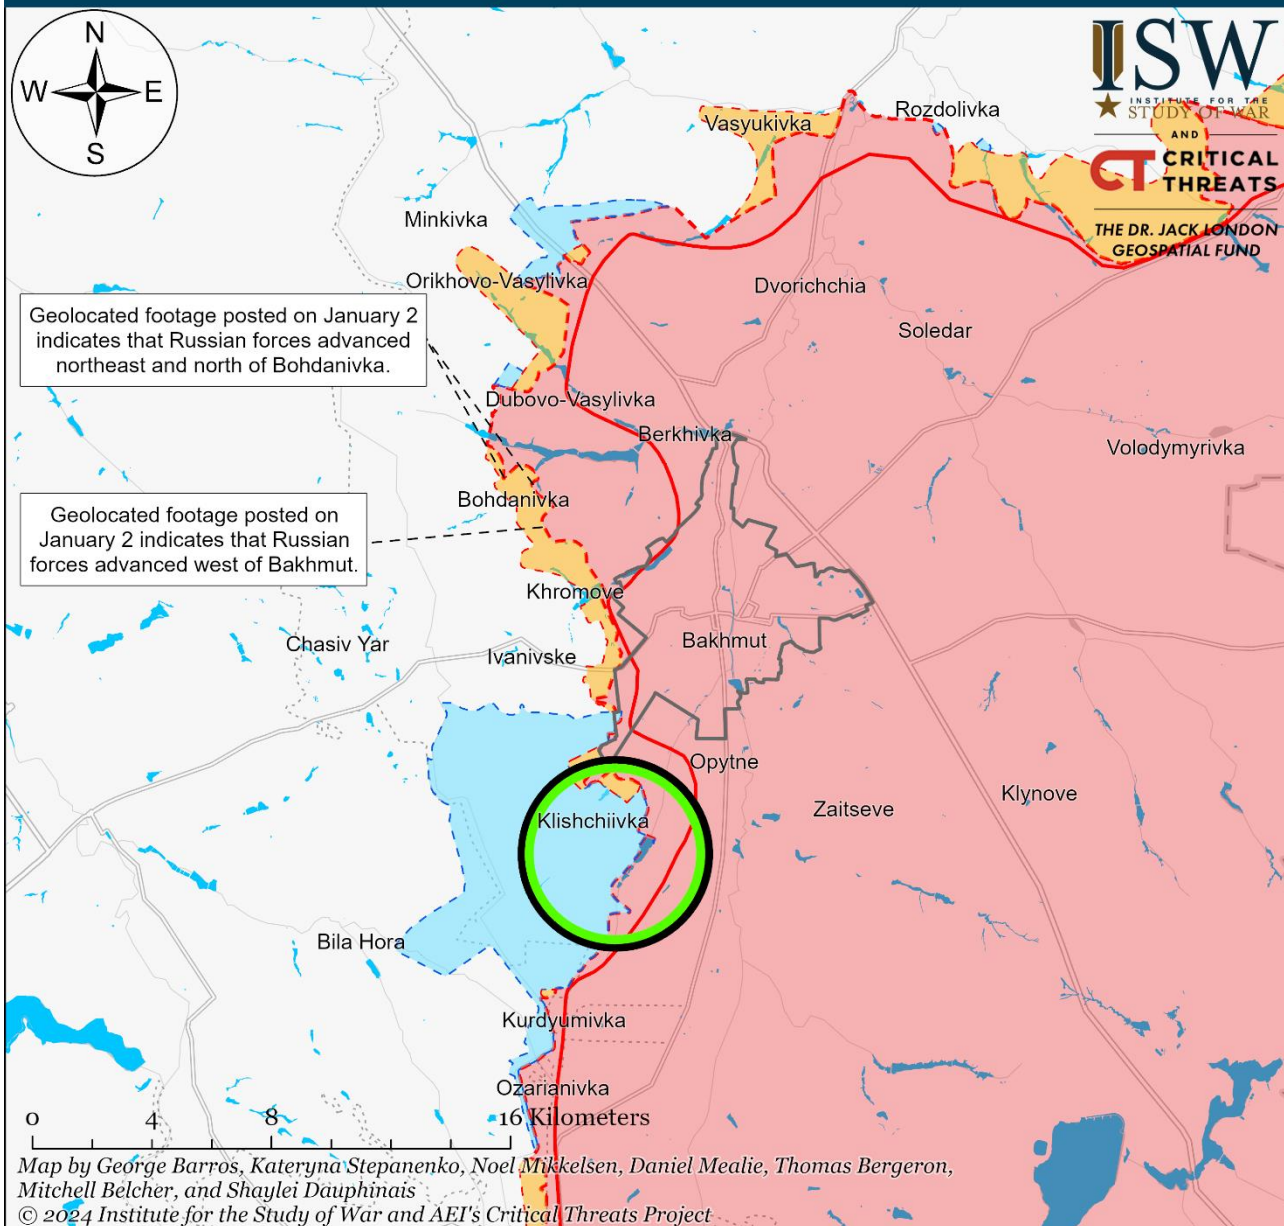 N
W
E
S
ISW
INSTITUTE FOR THE
STUDY OF WAR
AND
CT CRITICAL
THREATS
THE DR. JACK LONDON
GEOSPATIAL FUND
Rozdolivka
Vasyukivka
Minkivka
Orikhovo-Vasylivka
Dvorichchia
Geolocated footage posted on January 2
indicates that Russian forces advanced
northeast and north of Bohdanivka.
Soledar
Dubovo-Vasylivka
Berkhivka
Volodymyrivka
Bohdanivka
Geolocated footage posted on
January 2 indicates that Russian
forces advanced west of Bakhmut.
Khromove
Chasiv Yar
Ivanivske
Bakhmut
Opytne
Klynove
Zaitseve
Klishchiivka
Bila Hora
Kurdyumivka
Ozarianivka
0 4 8 16 Kilometers
Map by George Barros, Kateryna Stepanenko, Noel Mikkelsen, Daniel Mealie, Thomas Bergeron,
Mitchell Belcher, and Shaylei Dauphinais
© 2024 Institute for the Study of War and AEI's Critical Threats Project